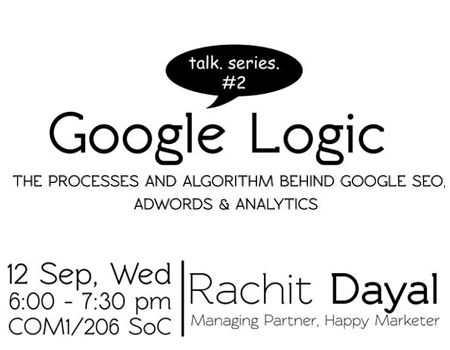 talk. series.
#2
Google Logic
THE PROCESSES AND ALGORITHM BEHIND GOOGLE SEO,
ADWORDS & ANALYTICS
12 Sep, Wed
6:00 - 7:30 pm
COM1/206 SoC
Rachit Dayal
Managing Partner, Happy Marketer